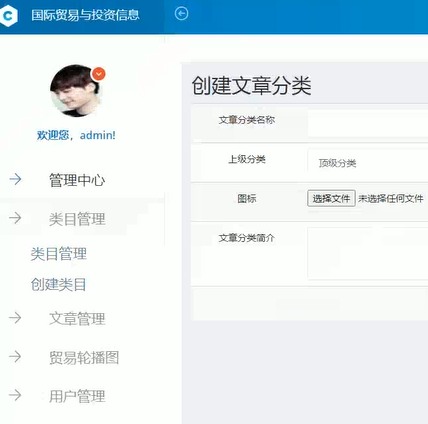 C 国际贸易与投资信息
欢迎您，admin!
管理中心
类目管理
类目管理
创建类目
文章管理
贸易轮播图
用户管理
创建文章分类
文章分类名称
上级分类 顶级分类
图标 选择文件 未选择任何文件
文章分类简介